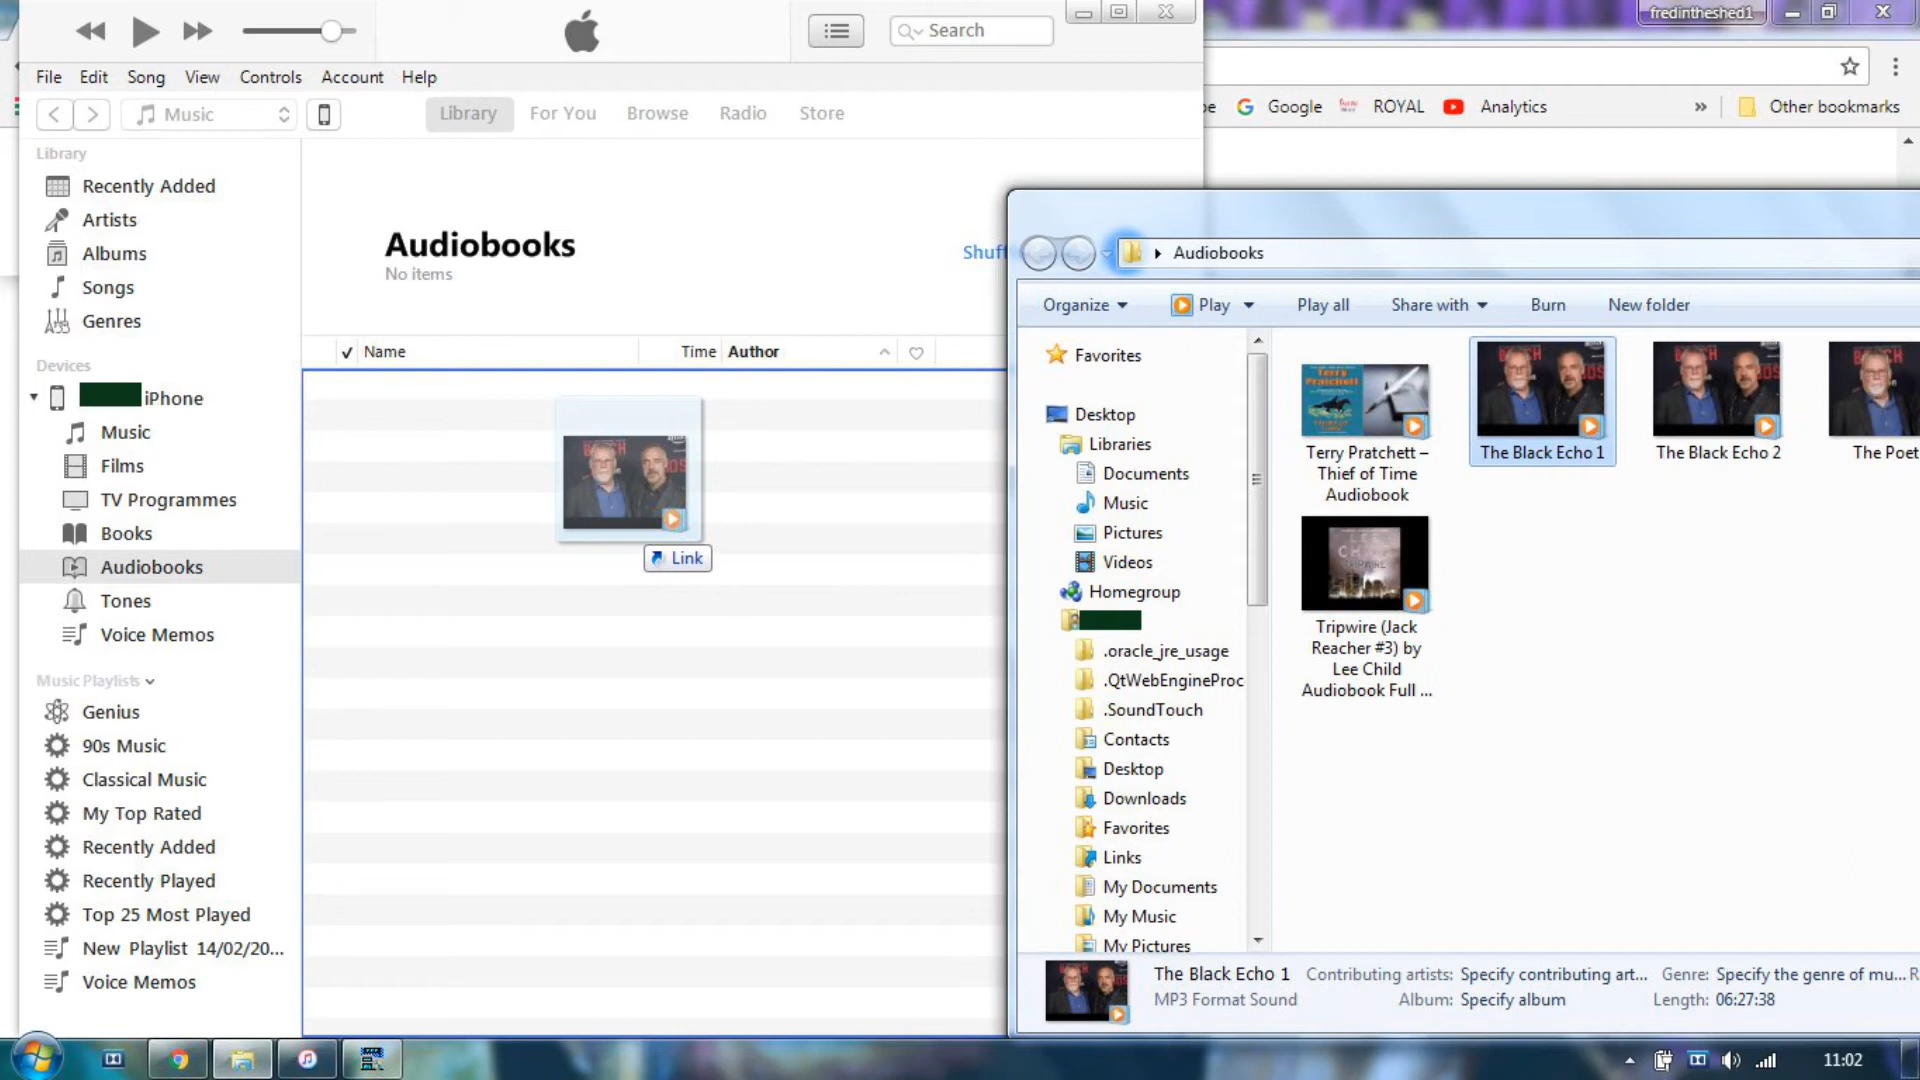 Search
fredintheshed1
File Edit Song View Controls Account Help
Google ROYAL Analytics » Other bookmarks
Music Library For You Browse Radio Store
Library
Recently Added
Artists
Albums
Songs
Genres
Devices
iPhone
Music
Films
TV Programmes
Books
Audiobooks
Tones
Voice Memos
Music Playlists
Genius
90s Music
Classical Music
My Top Rated
Recently Added
Recently Played
Top 25 Most Played
New Playlist 14/02/20...
Voice Memos
Audiobooks
No items
Shuff
Name Time Author
Link
Audiobooks
Organize Play Play all Share with Burn New folder
Favorites
Desktop
Libraries
Documents
Music
Pictures
Videos
Homegroup
.oracle_jre_usage
.QtWebEngineProc
.SoundTouch
Contacts
Desktop
Downloads
Favorites
Links
My Documents
My Music
My Pictures
Terry Pratchett –
Thief of Time
Audiobook
The Black Echo 1
The Black Echo 2
The Poet
Tripwire (Jack
Reacher #3) by
Lee Child
Audiobook Full ...
The Black Echo 1 Contributing artists: Specify contributing art... Genre: Specify the genre of mu...
MP3 Format Sound Album: Specify album Length: 06:27:38
11:02